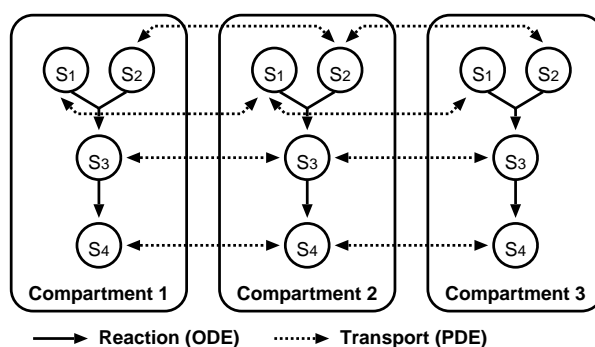 S1 S2 S1 S2 S1 S2
S3 S3 S3
S4 S4 S4
Compartment 1 Compartment 2 Compartment 3
Reaction (ODE) Transport (PDE)